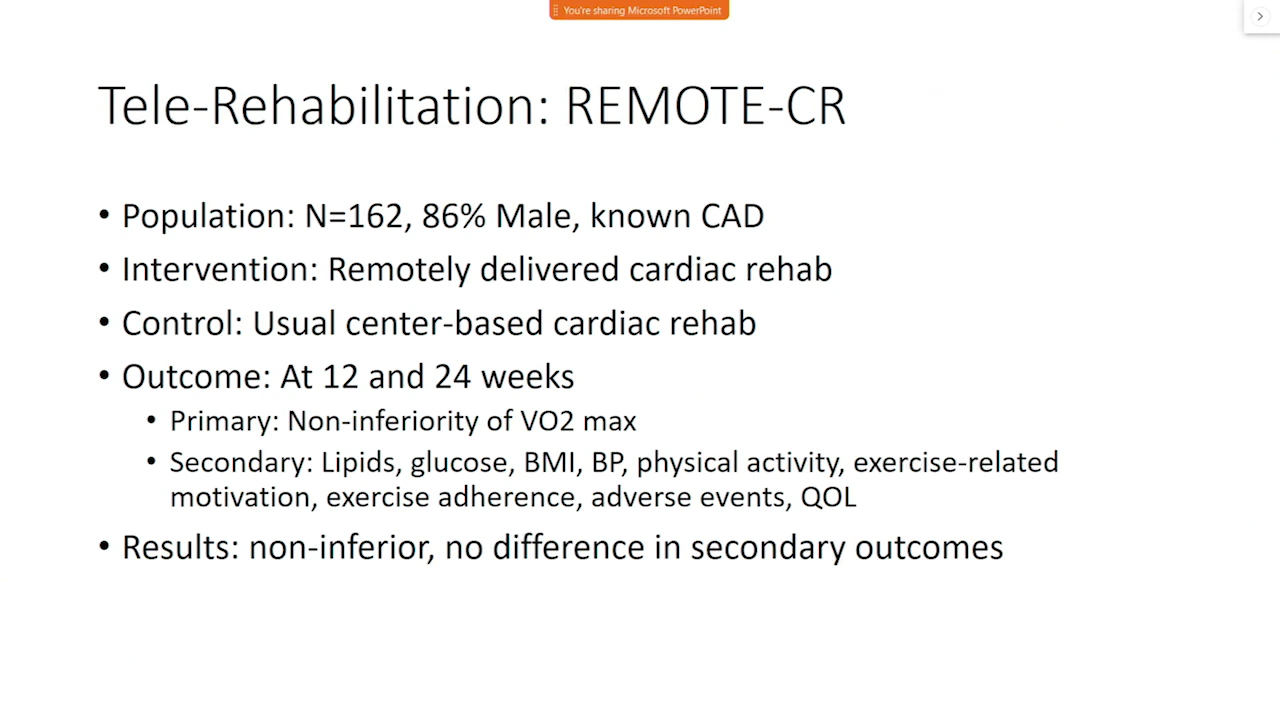 You're sharing Microsoft PowerPoint
Tele-Rehabilitation: REMOTE-CR
• Population: N=162, 86% Male, known CAD
• Intervention: Remotely delivered cardiac rehab
• Control: Usual center-based cardiac rehab
• Outcome: At 12 and 24 weeks
• Primary: Non-inferiority of VO2 max
• Secondary: Lipids, glucose, BMI, BP, physical activity, exercise-related
motivation, exercise adherence, adverse events, QOL
• Results: non-inferior, no difference in secondary outcomes